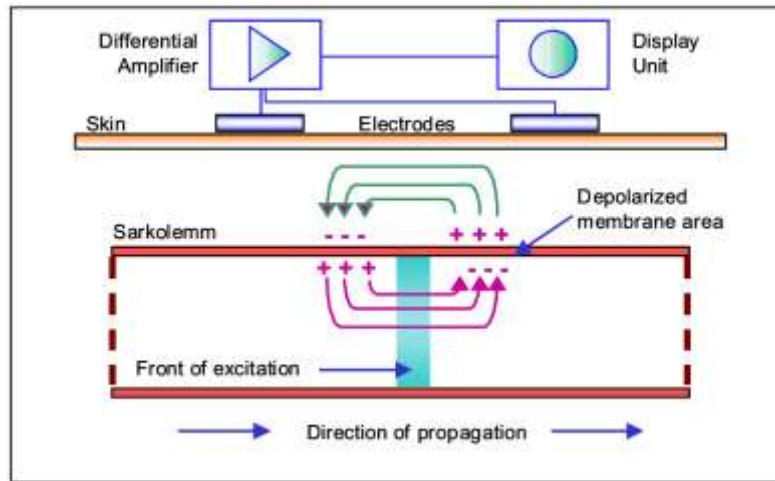 Differential
Amplifier
Display
Unit
Skin
Electrodes
Depolarized
membrane area
Sarkolemm
- - -
+ + +
+ + +
- - -
Front of excitation
Direction of propagation